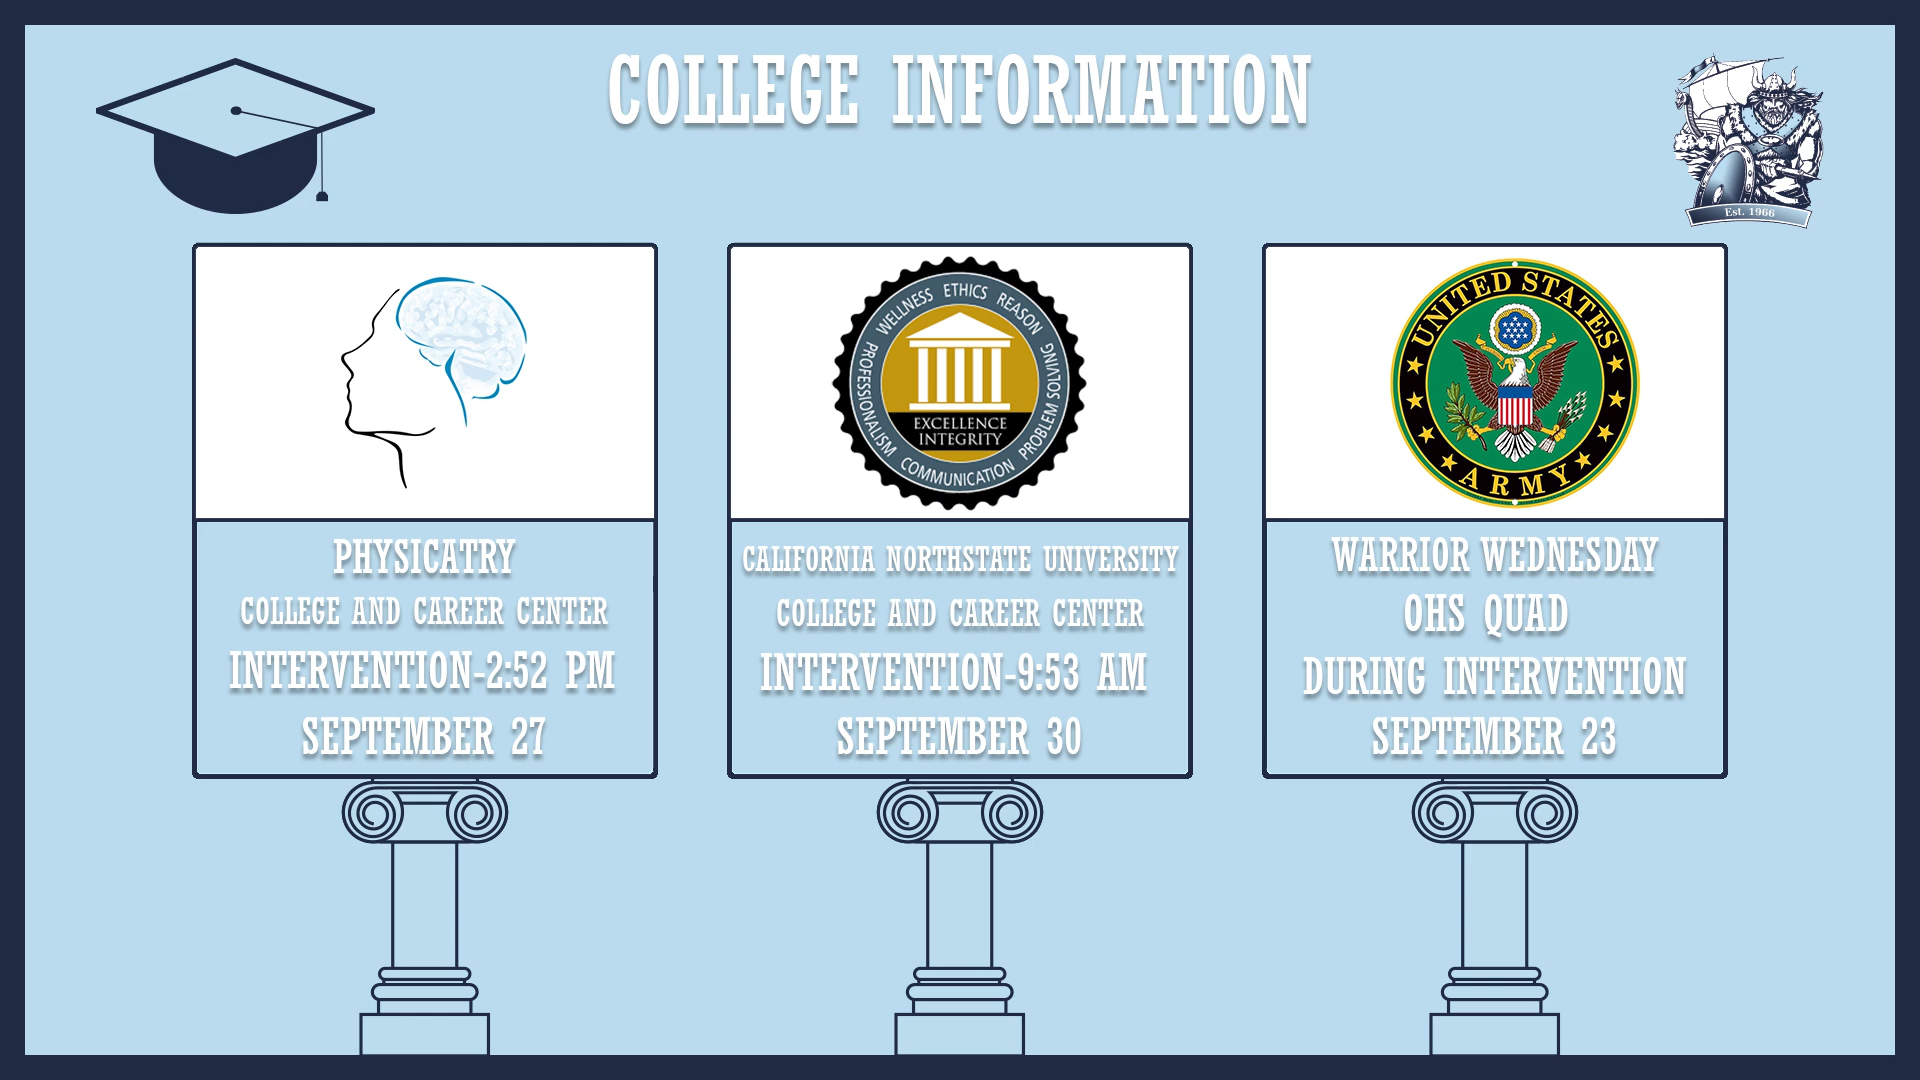 COLLEGE INFORMATION
Est. 1966
PHYSICATRY
COLLEGE AND CAREER CENTER
INTERVENTION-2:52 PM
SEPTEMBER 27
WELLNESS ETHICS REASON PROBLEM SOLVING COMMUNICATION PROFESSIONALISM
EXCELLENCE
INTEGRITY
CALIFORNIA NORTHSTATE UNIVERSITY
COLLEGE AND CAREER CENTER
INTERVENTION-9:53 AM
SEPTEMBER 30
UNITED STATES
ARMY
WARRIOR WEDNESDAY
OHS QUAD
DURING INTERVENTION
SEPTEMBER 23